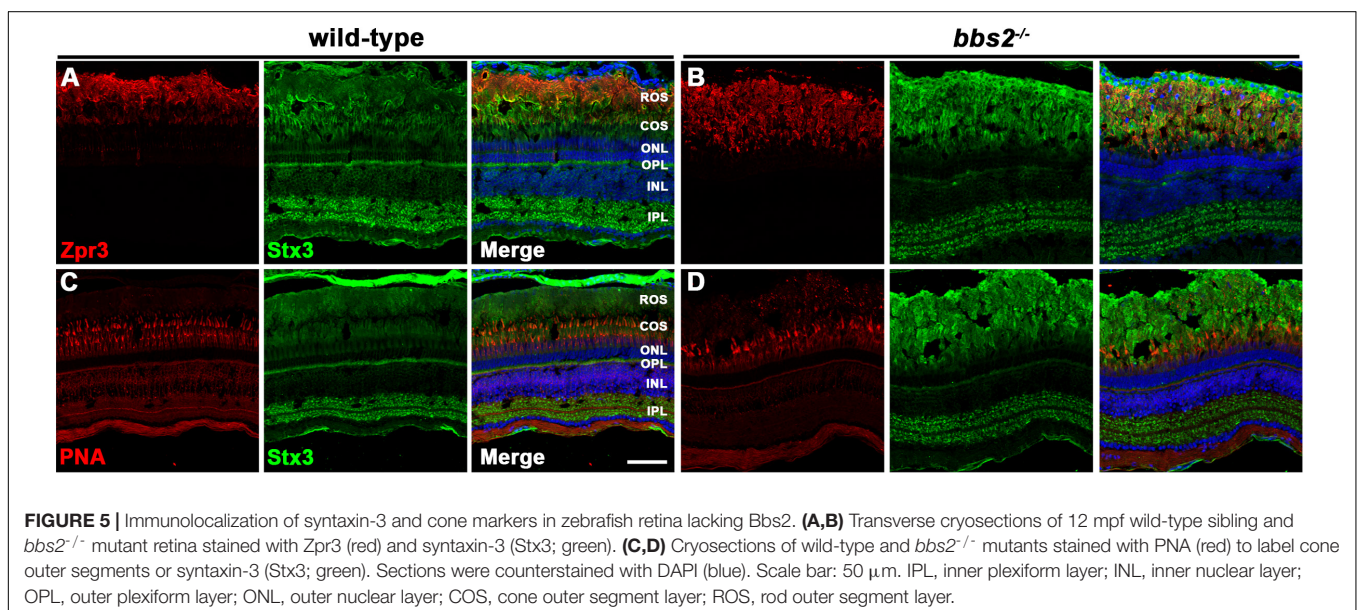 wild-type
bbs2-/-
A
B
ROS
COS
ONL
OPL
INL
IPL
Zpr3
Stx3
Merge
C
D
ROS
COS
ONL
OPL
INL
IPL
PNA
Stx3
Merge
FIGURE 5 | Immunolocalization of syntaxin-3 and cone markers in zebrafish retina lacking Bbs2. (A,B) Transverse cryosections of 12 mpf wild-type sibling and
bbs2-/- mutant retina stained with Zpr3 (red) and syntaxin-3 (Stx3; green). (C,D) Cryosections of wild-type and bbs2-/- mutants stained with PNA (red) to label cone
outer segments or syntaxin-3 (Stx3; green). Sections were counterstained with DAPI (blue). Scale bar: 50 μm. IPL, inner plexiform layer; INL, inner nuclear layer;
OPL, outer plexiform layer; ONL, outer nuclear layer; COS, cone outer segment layer; ROS, rod outer segment layer.